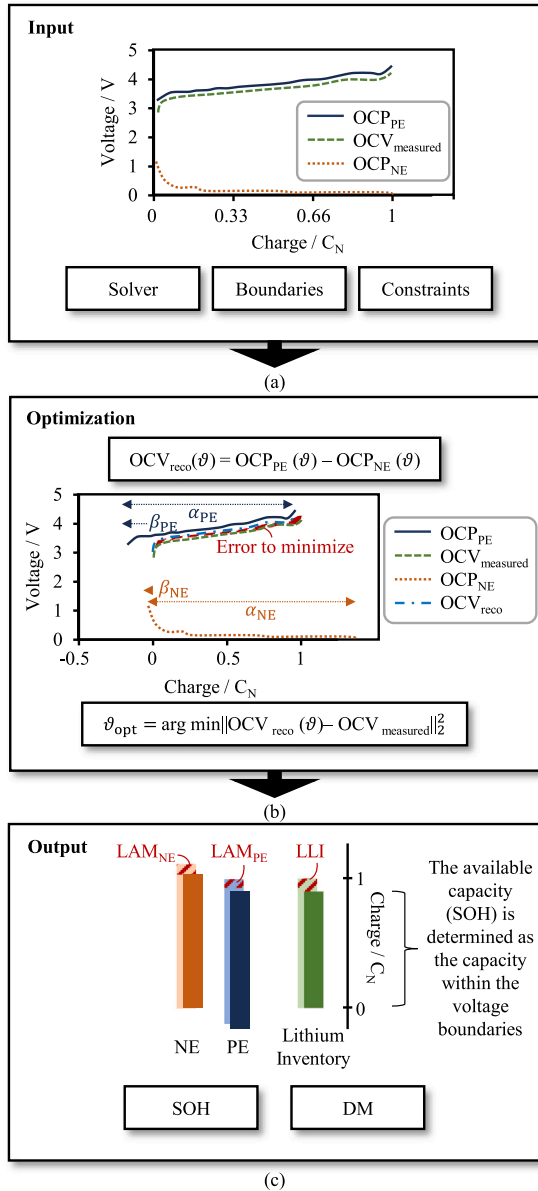 Input
5
4
3
2
1
0
Voltage / V
OCP_PE
OCV_measured
OCP_NE
0 0.33 0.66 1
Charge / C_N
Solver Boundaries Constraints
(a)
Optimization
OCV_reco(ϑ) = OCP_PE (ϑ) – OCP_NE (ϑ)
5
4
3
2
1
0
Voltage / V
α_PE
β_PE
Error to minimize
β_NE
α_NE
OCP_PE
OCV_measured
OCP_NE
OCV_reco
-0.5 0 0.5 1
Charge / C_N
ϑ_opt = arg min||OCV_reco (ϑ)– OCV_measured||²₂
(b)
Output
LAM_NE LAM_PE LLI
1
Charge / C_N
0
The available
capacity
(SOH) is
determined as
the capacity
within the
voltage
boundaries
NE PE Lithium
Inventory
SOH DM
(c)